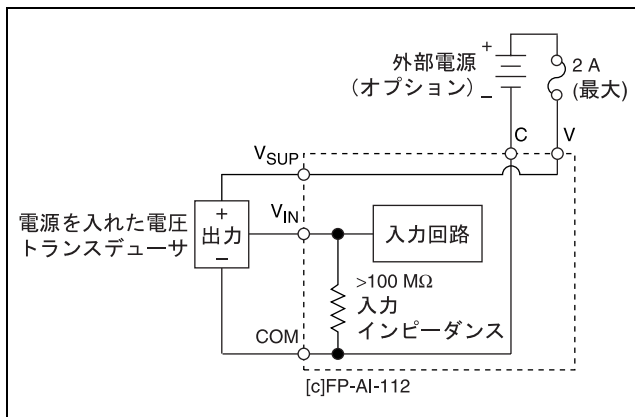 +
外部電源
(オプション)
–
2 A
(最大)
C
V
VSUP
電源を入れた電圧
トランスデューサ
+
出力
–
VIN
入力回路
>100 MΩ
入力
インピーダンス
COM
[c]FP-AI-112